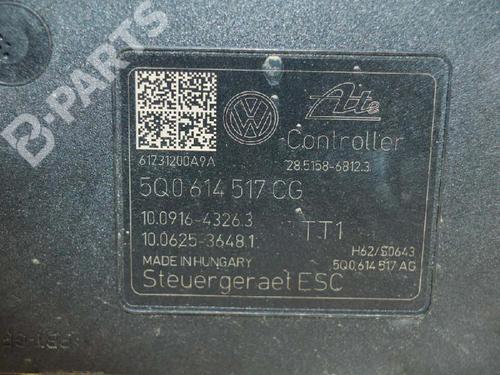 B-PARTS
Ate
Controller
61731200A9A
28.5158-6812.3
5Q0 614 517 CG
10.0916-4326.3
TT1
10.0625-3648.1
H62/S0643
MADE IN HUNGARY
5Q0 614 517 AG
Steuergeraet ESC